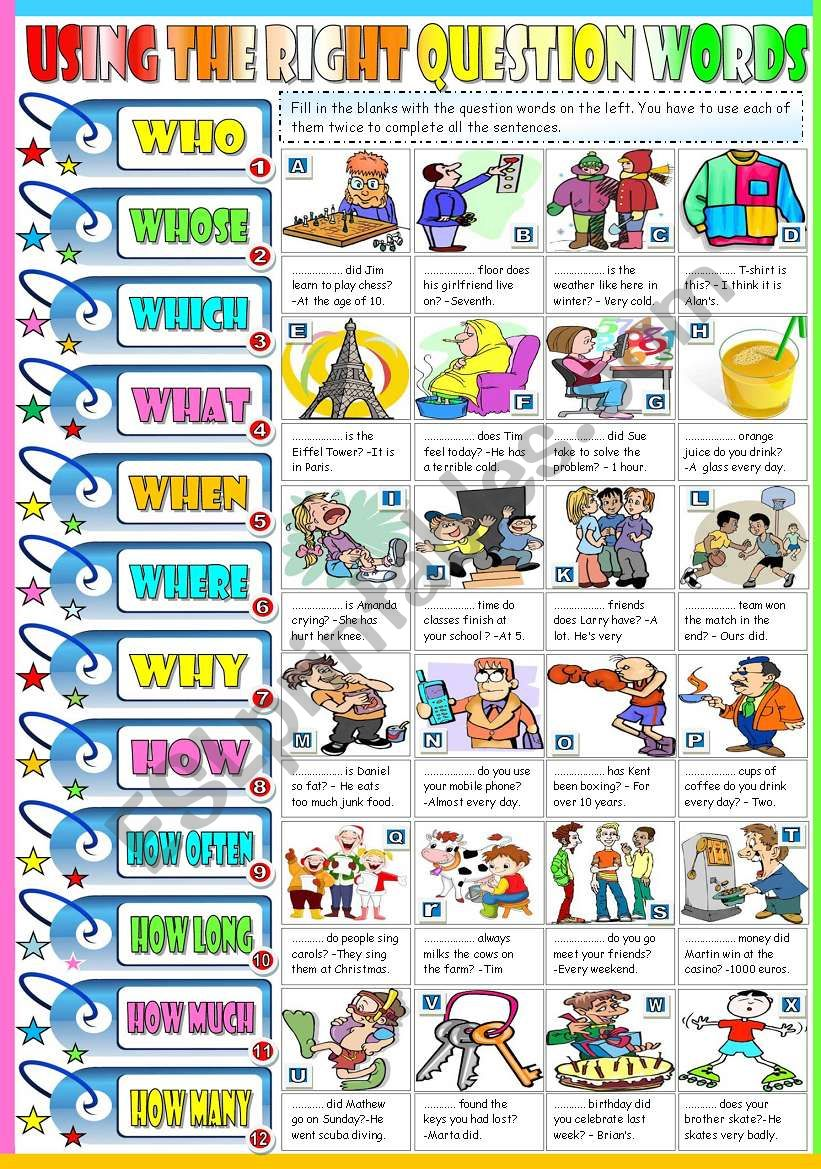 USING THE RIGHT QUESTION WORDS
Fill in the blanks with the question words on the left. You have to use each of
them twice to complete all the sentences.
WHO
1
WHOSE
2
WHICH
3
WHAT
4
WHEN
5
WHERE
6
WHY
7
HOW
8
HOW OFTEN
9
HOW LONG
10
HOW MUCH
11
HOW MANY
12
A
B
C
D
................. did Jim
learn to play chess?
–At the age of 10.
................. floor does
his girlfriend live
on? –Seventh.
................. is the
weather like here in
winter? – Very cold.
................. T-shirt is
this? – I think it is
Alan's.
E
F
G
H
................. is the
Eiffel Tower? –It is
in Paris.
................. does Tim
feel today? –He has
a terrible cold.
................. did Sue
take to solve the
problem? – 1 hour.
................. orange
juice do you drink?
-A glass every day.
I
J
K
L
................. is Amanda
crying? –She has
hurt her knee.
................. time do
classes finish at
your school ? –At 5.
................. friends
does Larry have? –A
lot. He's very
................. team won
the match in the
end? – Ours did.
M
N
O
P
................. is Daniel
so fat? – He eats
too much junk food.
................. do you use
your mobile phone?
-Almost every day.
................. has Kent
been boxing? – For
over 10 years.
................. cups of
coffee do you drink
every day? – Two.
Q
r
S
T
........... do people sing
carols? –They sing
them at Christmas.
........... always
milks the cows on
the farm? -Tim
........... do you go
meet your friends?
-Every weekend.
........... money did
Martin win at the
casino? -1000 euros.
U
V
W
X
........... did Mathew
go on Sunday?-He
went scuba diving.
........... found the
keys you had lost?
-Marta did.
........... birthday did
you celebrate last
week? – Brian's.
........... does your
brother skate?-He
skates very badly.
ESLprintables.com